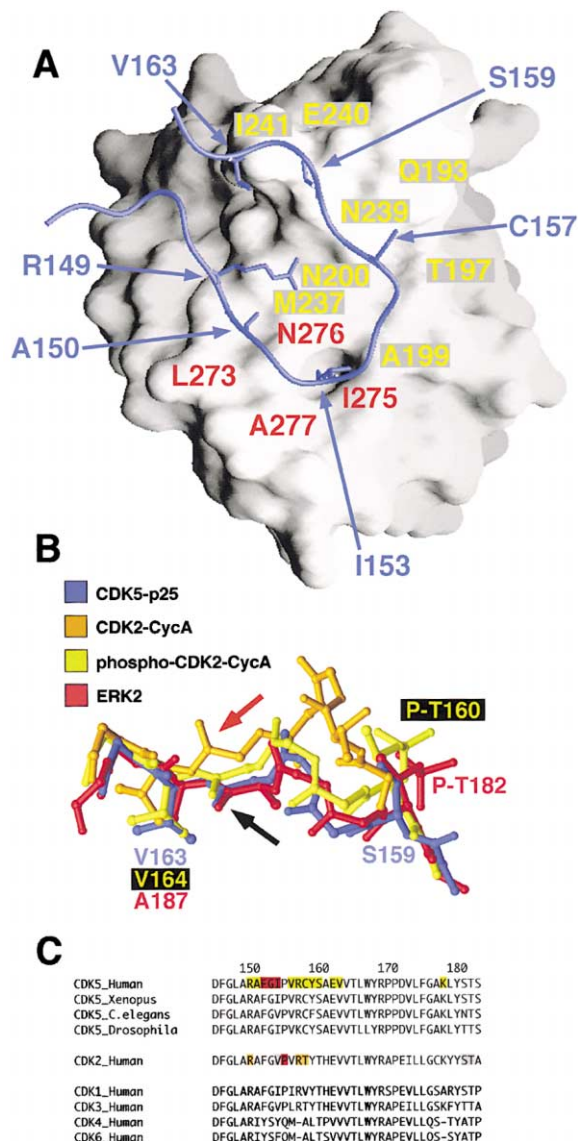 A
V163
S159
I241
E240
Q193
N239
C157
R149
N200
T197
M237
A150
N276
A199
L273
I275
A277
I153
B
CDK5-p25
CDK2-CycA
phospho-CDK2-CycA
ERK2
P-T160
P-T182
V163
S159
V164
A187
C
150 160 170 180
CDK5_Human DFGLARAFGIPVRCYSAEVVTLWYRPPDVLFGAKLYSTS
CDK5_Xenopus DFGLARAFGIPVRCYSAEVVTLWYRPPDVLFGAKLYSTS
CDK5_C.elegans DFGLARAFGIPVRCFSAEVVTLWYRPPDVLFGAKLYNTS
CDK5_Drosophila DFGLARAFGIPVKCYSAEVVTLLYRPPDVLFGAKLYTTS
CDK2_Human DFGLARAFGVPVRTYTHEVVTLWYRAPEILLGCKYYSTA
CDK1_Human DFGLARAFGIPIRVYTHEVVTLWYRSPEVLLGSARYSTP
CDK3_Human DFGLARAFGVPLRTYTHEVVTLWYRAPEILLGSKFYTTA
CDK4_Human DFGLARIYSYQM-ALTPVVVTLWYRAPEVLLQS-TYATP
CDK6_Human DFGLARIYSFQM-ALTSVVVTLWYRAPEVLLQS-SYATP